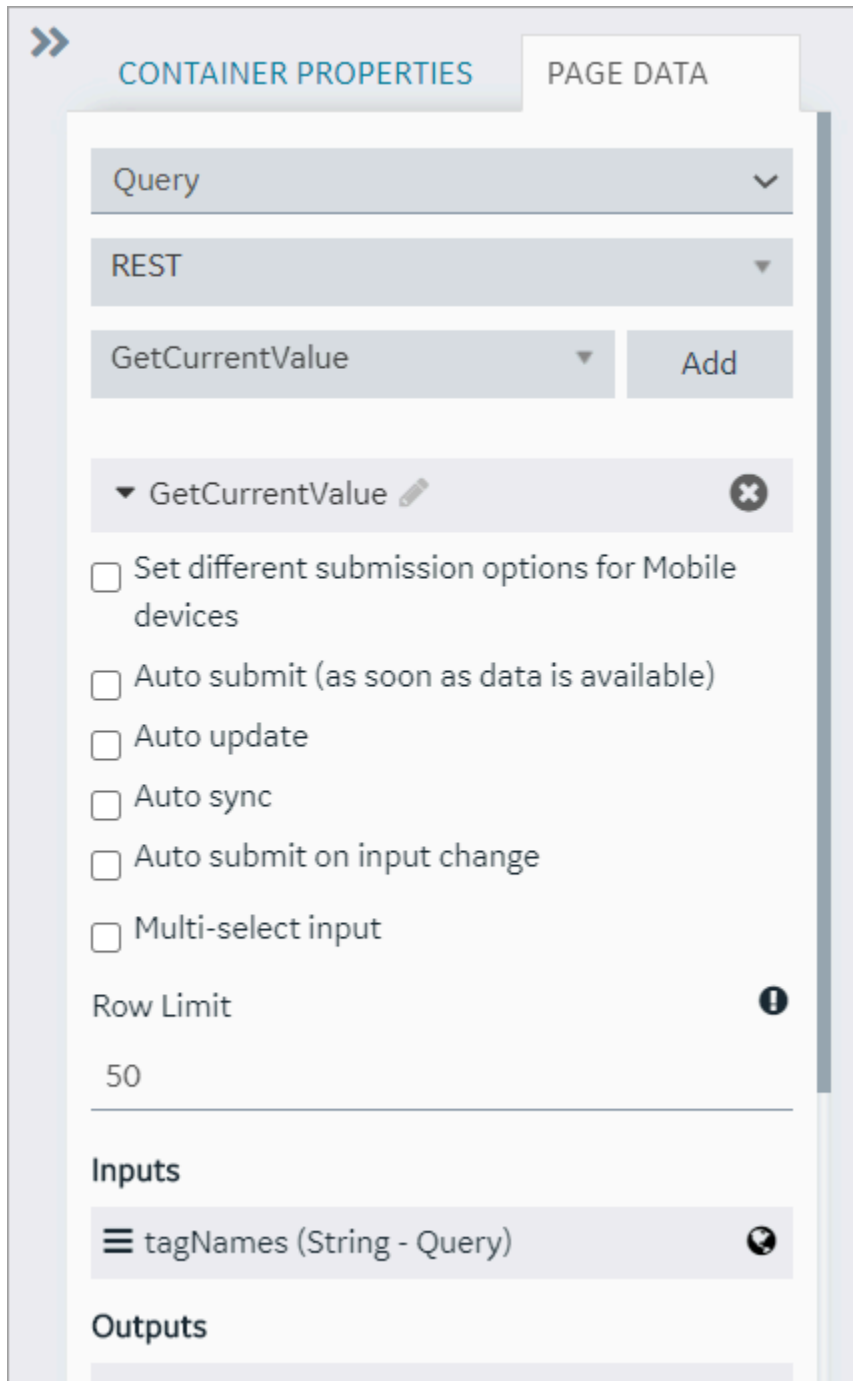 CONTAINER PROPERTIES PAGE DATA
Query
REST
GetCurrentValue Add
GetCurrentValue
Set different submission options for Mobile
devices
Auto submit (as soon as data is available)
Auto update
Auto sync
Auto submit on input change
Multi-select input
Row Limit
50
Inputs
tagNames (String - Query)
Outputs